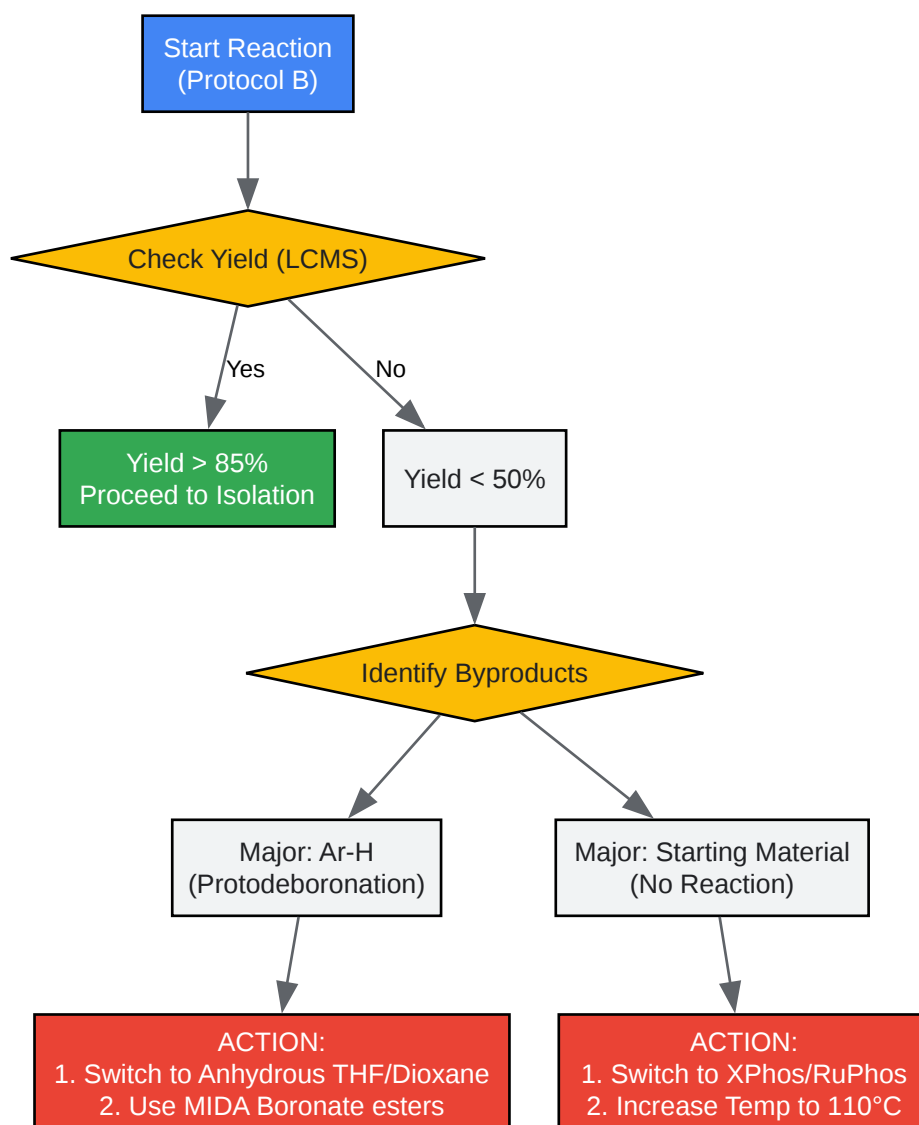 Start Reaction
(Protocol B)
Check Yield (LCMS)
Yes
No
Yield > 85%
Proceed to Isolation
Yield < 50%
Identify Byproducts
Major: Ar-H
(Protodeboronation)
Major: Starting Material
(No Reaction)
ACTION:
1. Switch to Anhydrous THF/Dioxane
2. Use MIDA Boronate esters
ACTION:
1. Switch to XPhos/RuPhos
2. Increase Temp to 110°C